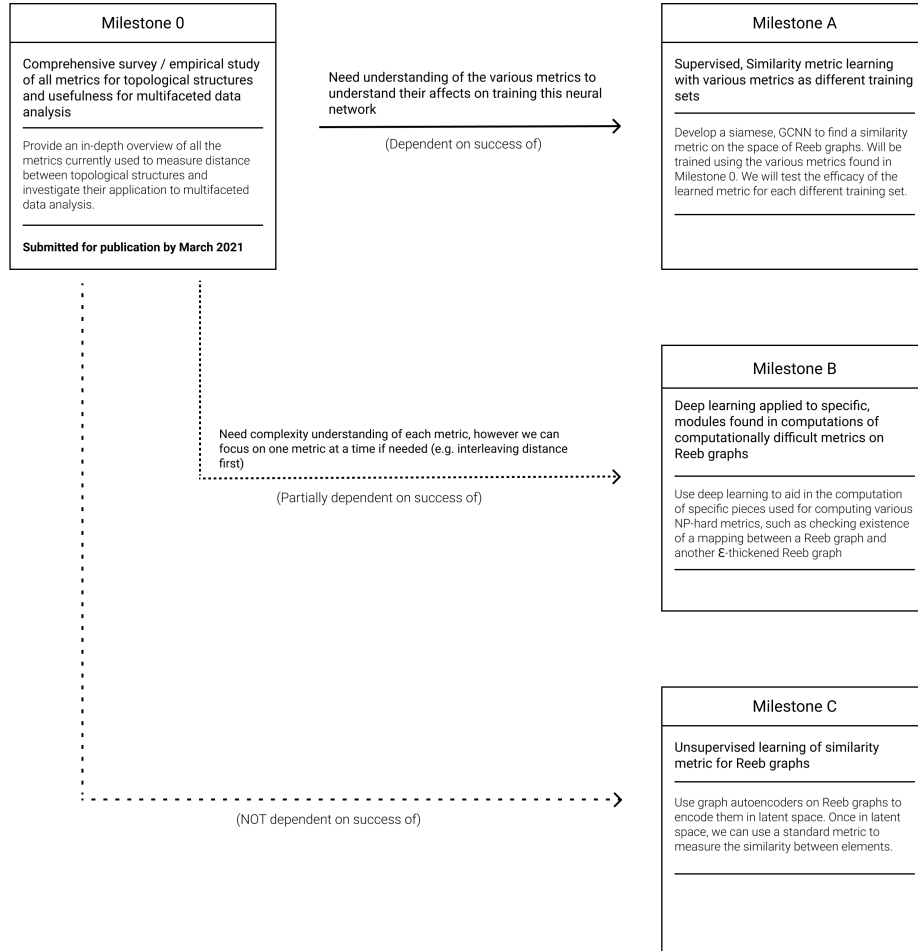 Milestone 0
Comprehensive survey / empirical study
of all metrics for topological structures
and usefulness for multifaceted data
analysis
Provide an in-depth overview of all the
metrics currently used to measure distance
between topological structures and
investigate their application to multifaceted
data analysis.
Submitted for publication by March 2021
Need understanding of the various metrics to
understand their affects on training this neural
network
(Dependent on success of)
Milestone A
Supervised, Similarity metric learning
with various metrics as different training
sets
Develop a siamese, GCNN to find a similarity
metric on the space of Reeb graphs. Will be
trained using the various metrics found in
Milestone 0. We will test the efficacy of the
learned metric for each different training set.
Need complexity understanding of each metric, however we can
focus on one metric at a time if needed (e.g. interleaving distance
first)
(Partially dependent on success of)
Milestone B
Deep learning applied to specific,
modules found in computations of
computationally difficult metrics on
Reeb graphs
Use deep learning to aid in the computation
of specific pieces used for computing various
NP-hard metrics, such as checking existence
of a mapping between a Reeb graph and
another Ɛ-thickened Reeb graph
(NOT dependent on success of)
Milestone C
Unsupervised learning of similarity
metric for Reeb graphs
Use graph autoencoders on Reeb graphs to
encode them in latent space. Once in latent
space, we can use a standard metric to
measure the similarity between elements.